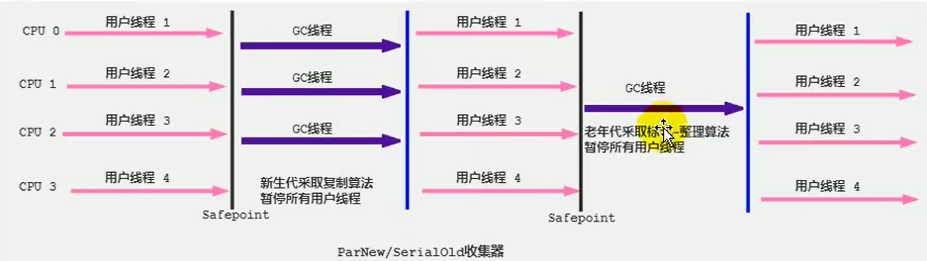 CPU 0
用户线程 1
GC线程
用户线程 1
用户线程 1
CPU 1
用户线程 2
GC线程
用户线程 2
GC线程
用户线程 2
CPU 2
用户线程 3
GC线程
用户线程 3
老年代采取标记-整理算法
暂停所有用户线程
用户线程 3
CPU 3
用户线程 4
新生代采取复制算法
暂停所有用户线程
用户线程 4
用户线程 4
Safepoint
Safepoint
ParNew/SerialOld收集器